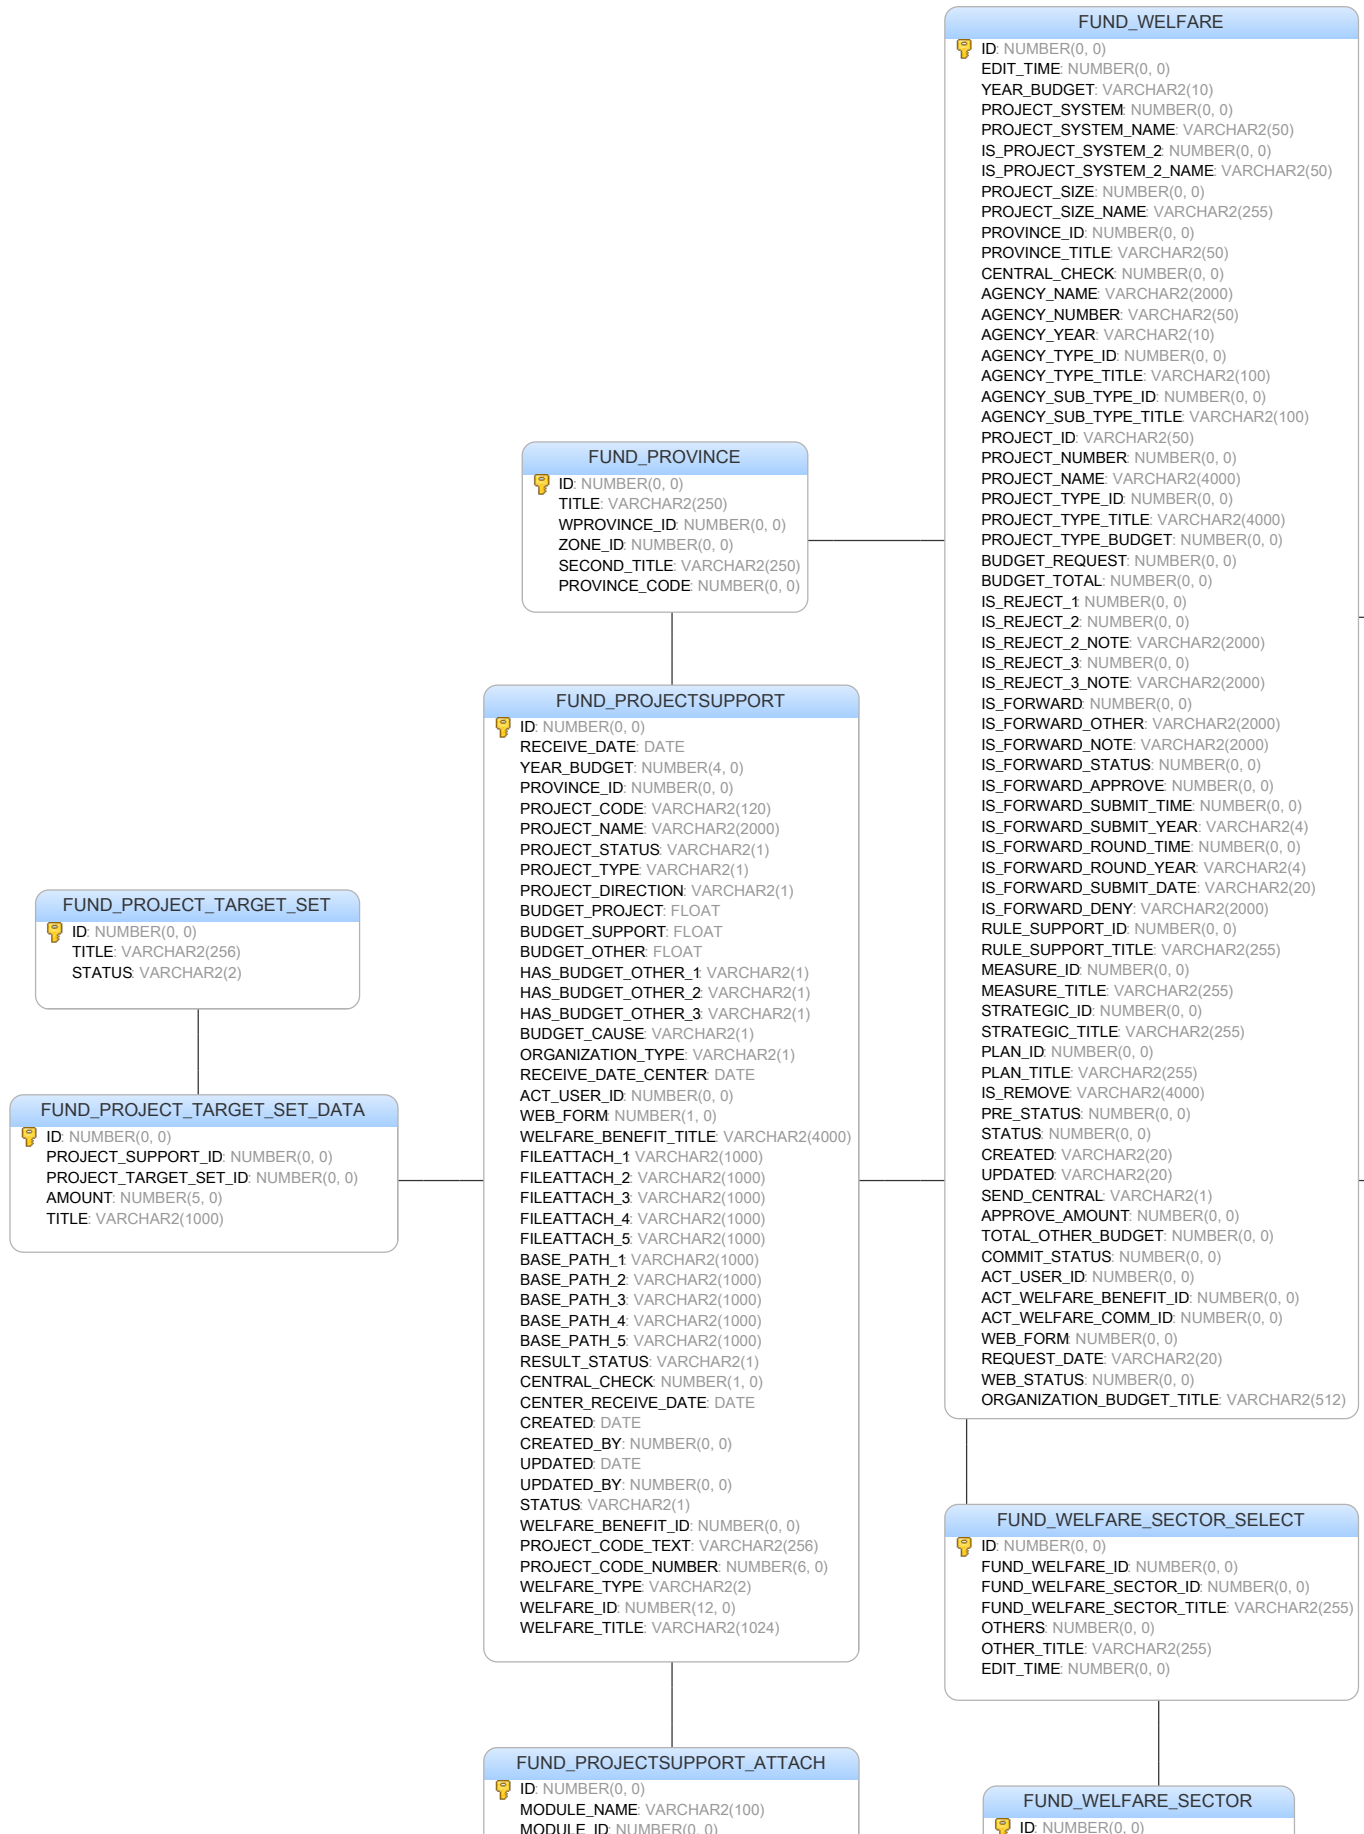 FUND_WELFARE
ID: NUMBER(0, 0)
EDIT_TIME: NUMBER(0, 0)
YEAR_BUDGET: VARCHAR2(10)
PROJECT_SYSTEM: NUMBER(0, 0)
PROJECT_SYSTEM_NAME: VARCHAR2(50)
IS_PROJECT_SYSTEM_2: NUMBER(0, 0)
IS_PROJECT_SYSTEM_2_NAME: VARCHAR2(50)
PROJECT_SIZE: NUMBER(0, 0)
PROJECT_SIZE_NAME: VARCHAR2(255)
PROVINCE_ID: NUMBER(0, 0)
PROVINCE_TITLE: VARCHAR2(50)
CENTRAL_CHECK: NUMBER(0, 0)
AGENCY_NAME: VARCHAR2(2000)
AGENCY_NUMBER: VARCHAR2(50)
AGENCY_YEAR: VARCHAR2(10)
AGENCY_TYPE_ID: NUMBER(0, 0)
AGENCY_TYPE_TITLE: VARCHAR2(100)
AGENCY_SUB_TYPE_ID: NUMBER(0, 0)
AGENCY_SUB_TYPE_TITLE: VARCHAR2(100)
PROJECT_ID: VARCHAR2(50)
PROJECT_NUMBER: NUMBER(0, 0)
PROJECT_NAME: VARCHAR2(4000)
PROJECT_TYPE_ID: NUMBER(0, 0)
PROJECT_TYPE_TITLE: VARCHAR2(4000)
PROJECT_TYPE_BUDGET: NUMBER(0, 0)
BUDGET_REQUEST: NUMBER(0, 0)
BUDGET_TOTAL: NUMBER(0, 0)
IS_REJECT_1: NUMBER(0, 0)
IS_REJECT_2: NUMBER(0, 0)
IS_REJECT_2_NOTE: VARCHAR2(2000)
IS_REJECT_3: NUMBER(0, 0)
IS_REJECT_3_NOTE: VARCHAR2(2000)
IS_FORWARD: NUMBER(0, 0)
IS_FORWARD_OTHER: VARCHAR2(2000)
IS_FORWARD_NOTE: VARCHAR2(2000)
IS_FORWARD_STATUS: NUMBER(0, 0)
IS_FORWARD_APPROVE: NUMBER(0, 0)
IS_FORWARD_SUBMIT_TIME: NUMBER(0, 0)
IS_FORWARD_SUBMIT_YEAR: VARCHAR2(4)
IS_FORWARD_ROUND_TIME: NUMBER(0, 0)
IS_FORWARD_ROUND_YEAR: VARCHAR2(4)
IS_FORWARD_SUBMIT_DATE: VARCHAR2(20)
IS_FORWARD_DENY: VARCHAR2(2000)
RULE_SUPPORT_ID: NUMBER(0, 0)
RULE_SUPPORT_TITLE: VARCHAR2(255)
MEASURE_ID: NUMBER(0, 0)
MEASURE_TITLE: VARCHAR2(255)
STRATEGIC_ID: NUMBER(0, 0)
STRATEGIC_TITLE: VARCHAR2(255)
PLAN_ID: NUMBER(0, 0)
PLAN_TITLE: VARCHAR2(255)
IS_REMOVE: VARCHAR2(4000)
PRE_STATUS: NUMBER(0, 0)
STATUS: NUMBER(0, 0)
CREATED: VARCHAR2(20)
UPDATED: VARCHAR2(20)
SEND_CENTRAL: VARCHAR2(1)
APPROVE_AMOUNT: NUMBER(0, 0)
TOTAL_OTHER_BUDGET: NUMBER(0, 0)
COMMIT_STATUS: NUMBER(0, 0)
ACT_USER_ID: NUMBER(0, 0)
ACT_WELFARE_BENEFIT_ID: NUMBER(0, 0)
ACT_WELFARE_COMM_ID: NUMBER(0, 0)
WEB_FORM: NUMBER(0, 0)
REQUEST_DATE: VARCHAR2(20)
WEB_STATUS: NUMBER(0, 0)
ORGANIZATION_BUDGET_TITLE: VARCHAR2(512)
FUND_PROVINCE
ID: NUMBER(0, 0)
TITLE: VARCHAR2(250)
WPROVINCE_ID: NUMBER(0, 0)
ZONE_ID: NUMBER(0, 0)
SECOND_TITLE: VARCHAR2(250)
PROVINCE_CODE: NUMBER(0, 0)
FUND_PROJECTSUPPORT
ID: NUMBER(0, 0)
RECEIVE_DATE: DATE
YEAR_BUDGET: NUMBER(4, 0)
PROVINCE_ID: NUMBER(0, 0)
PROJECT_CODE: VARCHAR2(120)
PROJECT_NAME: VARCHAR2(2000)
PROJECT_STATUS: VARCHAR2(1)
PROJECT_TYPE: VARCHAR2(1)
PROJECT_DIRECTION: VARCHAR2(1)
BUDGET_PROJECT: FLOAT
BUDGET_SUPPORT: FLOAT
BUDGET_OTHER: FLOAT
HAS_BUDGET_OTHER_1: VARCHAR2(1)
HAS_BUDGET_OTHER_2: VARCHAR2(1)
HAS_BUDGET_OTHER_3: VARCHAR2(1)
BUDGET_CAUSE: VARCHAR2(1)
ORGANIZATION_TYPE: VARCHAR2(1)
RECEIVE_DATE_CENTER: DATE
ACT_USER_ID: NUMBER(0, 0)
WEB_FORM: NUMBER(1, 0)
WELFARE_BENEFIT_TITLE: VARCHAR2(4000)
FILEATTACH_1: VARCHAR2(1000)
FILEATTACH_2: VARCHAR2(1000)
FILEATTACH_3: VARCHAR2(1000)
FILEATTACH_4: VARCHAR2(1000)
FILEATTACH_5: VARCHAR2(1000)
BASE_PATH_1: VARCHAR2(1000)
BASE_PATH_2: VARCHAR2(1000)
BASE_PATH_3: VARCHAR2(1000)
BASE_PATH_4: VARCHAR2(1000)
BASE_PATH_5: VARCHAR2(1000)
RESULT_STATUS: VARCHAR2(1)
CENTRAL_CHECK: NUMBER(1, 0)
CENTER_RECEIVE_DATE: DATE
CREATED: DATE
CREATED_BY: NUMBER(0, 0)
UPDATED: DATE
UPDATED_BY: NUMBER(0, 0)
STATUS: VARCHAR2(1)
WELFARE_BENEFIT_ID: NUMBER(0, 0)
PROJECT_CODE_TEXT: VARCHAR2(256)
PROJECT_CODE_NUMBER: NUMBER(6, 0)
WELFARE_TYPE: VARCHAR2(2)
WELFARE_ID: NUMBER(12, 0)
WELFARE_TITLE: VARCHAR2(1024)
FUND_PROJECT_TARGET_SET
ID: NUMBER(0, 0)
TITLE: VARCHAR2(256)
STATUS: VARCHAR2(2)
FUND_PROJECT_TARGET_SET_DATA
ID: NUMBER(0, 0)
PROJECT_SUPPORT_ID: NUMBER(0, 0)
PROJECT_TARGET_SET_ID: NUMBER(0, 0)
AMOUNT: NUMBER(5, 0)
TITLE: VARCHAR2(1000)
FUND_WELFARE_SECTOR_SELECT
ID: NUMBER(0, 0)
FUND_WELFARE_ID: NUMBER(0, 0)
FUND_WELFARE_SECTOR_ID: NUMBER(0, 0)
FUND_WELFARE_SECTOR_TITLE: VARCHAR2(255)
OTHERS: NUMBER(0, 0)
OTHER_TITLE: VARCHAR2(255)
EDIT_TIME: NUMBER(0, 0)
FUND_PROJECTSUPPORT_ATTACH
ID: NUMBER(0, 0)
MODULE_NAME: VARCHAR2(100)
MODULE_ID: NUMBER(0, 0)
FUND_WELFARE_SECTOR
ID: NUMBER(0, 0)